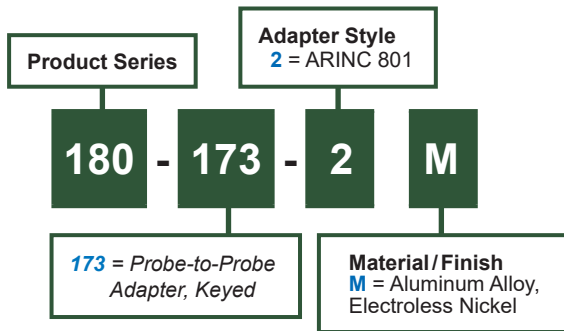 Adapter Style
2 = ARINC 801
Product Series
180 - 173 - 2 M
173 = Probe-to-Probe
Adapter, Keyed
Material/Finish
M = Aluminum Alloy,
Electroless Nickel